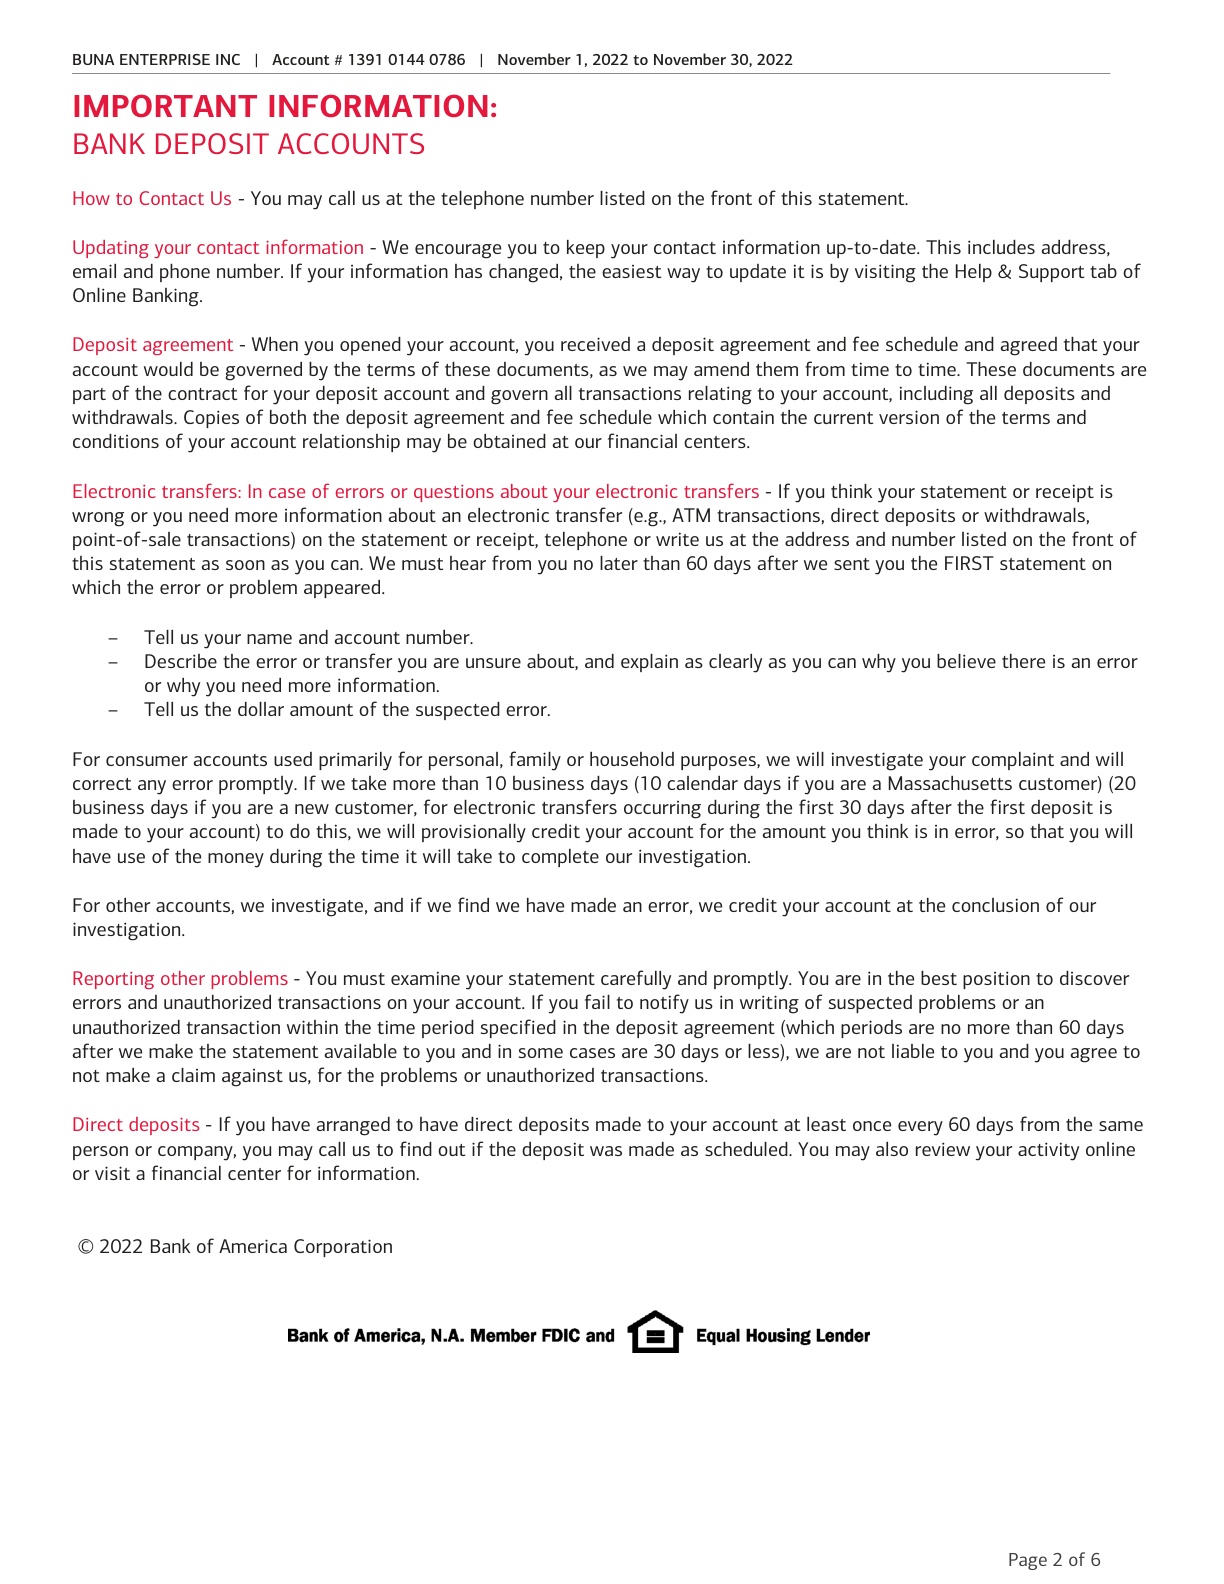 BUNA ENTERPRISE INC | Account # 1391 0144 0786 | November 1, 2022 to November 30, 2022
IMPORTANT INFORMATION:
BANK DEPOSIT ACCOUNTS
How to Contact Us - You may call us at the telephone number listed on the front of this statement.
Updating your contact information - We encourage you to keep your contact information up-to-date. This includes address,
email and phone number. If your information has changed, the easiest way to update it is by visiting the Help & Support tab of
Online Banking.
Deposit agreement - When you opened your account, you received a deposit agreement and fee schedule and agreed that your
account would be governed by the terms of these documents, as we may amend them from time to time. These documents are
part of the contract for your deposit account and govern all transactions relating to your account, including all deposits and
withdrawals. Copies of both the deposit agreement and fee schedule which contain the current version of the terms and
conditions of your account relationship may be obtained at our financial centers.
Electronic transfers: In case of errors or questions about your electronic transfers - If you think your statement or receipt is
wrong or you need more information about an electronic transfer (e.g., ATM transactions, direct deposits or withdrawals,
point-of-sale transactions) on the statement or receipt, telephone or write us at the address and number listed on the front of
this statement as soon as you can. We must hear from you no later than 60 days after we sent you the FIRST statement on
which the error or problem appeared.
– Tell us your name and account number.
– Describe the error or transfer you are unsure about, and explain as clearly as you can why you believe there is an error
or why you need more information.
– Tell us the dollar amount of the suspected error.
For consumer accounts used primarily for personal, family or household purposes, we will investigate your complaint and will
correct any error promptly. If we take more than 10 business days (10 calendar days if you are a Massachusetts customer) (20
business days if you are a new customer, for electronic transfers occurring during the first 30 days after the first deposit is
made to your account) to do this, we will provisionally credit your account for the amount you think is in error, so that you will
have use of the money during the time it will take to complete our investigation.
For other accounts, we investigate, and if we find we have made an error, we credit your account at the conclusion of our
investigation.
Reporting other problems - You must examine your statement carefully and promptly. You are in the best position to discover
errors and unauthorized transactions on your account. If you fail to notify us in writing of suspected problems or an
unauthorized transaction within the time period specified in the deposit agreement (which periods are no more than 60 days
after we make the statement available to you and in some cases are 30 days or less), we are not liable to you and you agree to
not make a claim against us, for the problems or unauthorized transactions.
Direct deposits - If you have arranged to have direct deposits made to your account at least once every 60 days from the same
person or company, you may call us to find out if the deposit was made as scheduled. You may also review your activity online
or visit a financial center for information.
© 2022 Bank of America Corporation
Bank of America, N.A. Member FDIC and Equal Housing Lender
Page 2 of 6